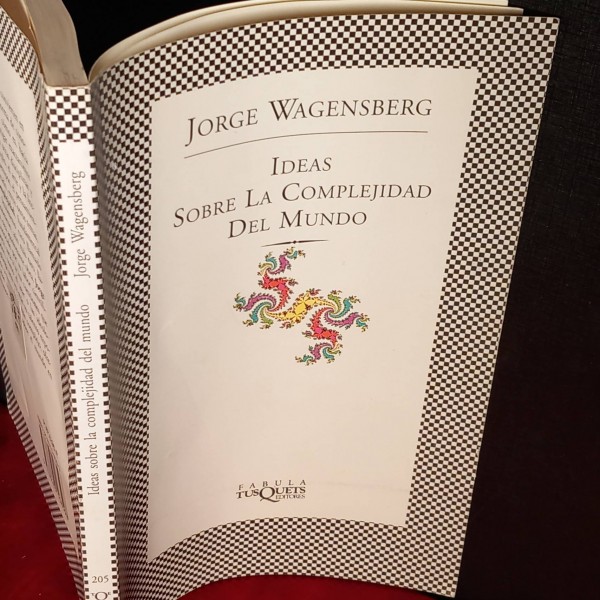 JORGE WAGENSBERG
IDEAS
SOBRE LA COMPLEJIDAD
DEL MUNDO
FABULA
TUSQUETS
EDITORES
Ideas sobre la complejidad del mundo Jorge Wagensberg
205